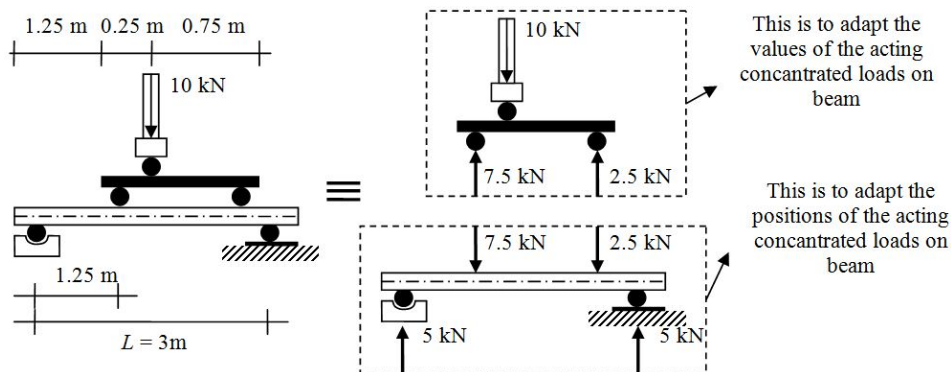 1.25 m 0.25 m 0.75 m
10 kN
10 kN
7.5 kN 2.5 kN
This is to adapt the
values of the acting
concantrated loads on
beam
1.25 m
L = 3m
7.5 kN 2.5 kN
5 kN 5 kN
This is to adapt the
positions of the acting
concantrated loads on
beam